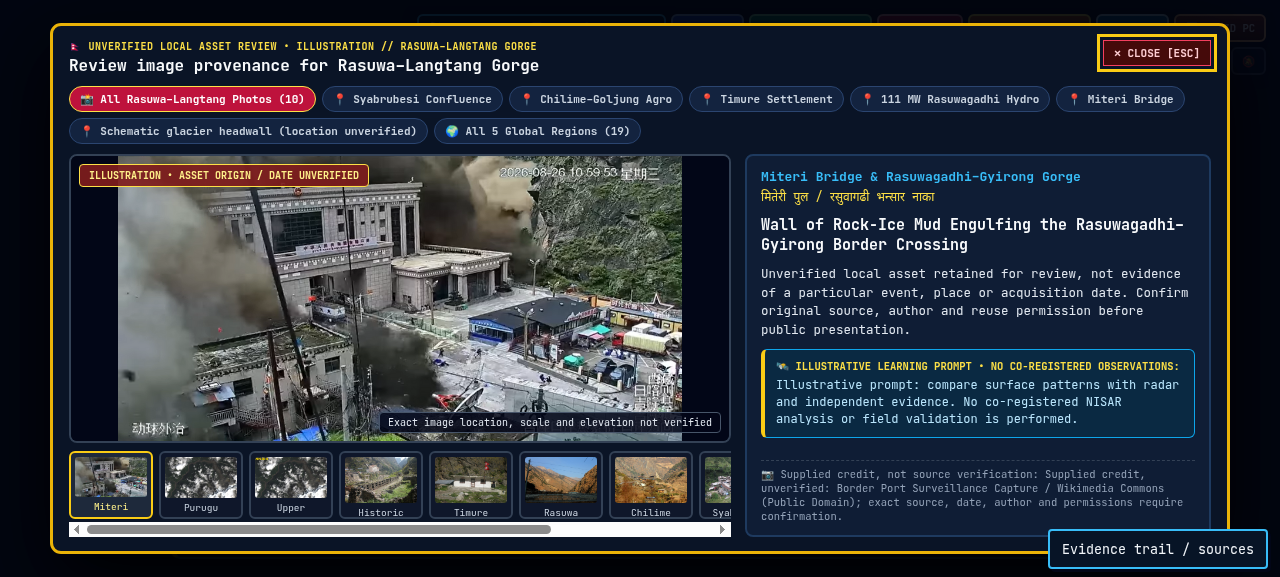 UNVERIFIED LOCAL ASSET REVIEW • ILLUSTRATION // RASUWA–LANGTANG GORGE
Review image provenance for Rasuwa–Langtang Gorge
× CLOSE [ESC]
All Rasuwa–Langtang Photos (10)
Syabrubesi Confluence
Chilime–Goljung Agro
Timure Settlement
111 MW Rasuwagadhi Hydro
Miteri Bridge
Schematic glacier headwall (location unverified)
All 5 Global Regions (19)
ILLUSTRATION • ASSET ORIGIN / DATE UNVERIFIED
2026-08-26 10:59:53 星期三
动球外冶
Exact image location, scale and elevation not verified
Miteri
Purugu
Upper
Historic
Timure
Rasuwa
Chilime
Miteri Bridge & Rasuwagadhi–Gyirong Gorge
मितेरी पुल / रसुवागढी भन्सार नाका
Wall of Rock-Ice Mud Engulfing the Rasuwagadhi–
Gyirong Border Crossing
Unverified local asset retained for review, not evidence
of a particular event, place or acquisition date. Confirm
original source, author and reuse permission before
public presentation.
ILLUSTRATIVE LEARNING PROMPT • NO CO-REGISTERED OBSERVATIONS:
Illustrative prompt: compare surface patterns with radar
and independent evidence. No co-registered NISAR
analysis or field validation is performed.
Supplied credit, not source verification: Supplied credit,
unverified: Border Port Surveillance Capture / Wikimedia Commons
(Public Domain); exact source, date, author and permissions require
confirmation.
Evidence trail / sources